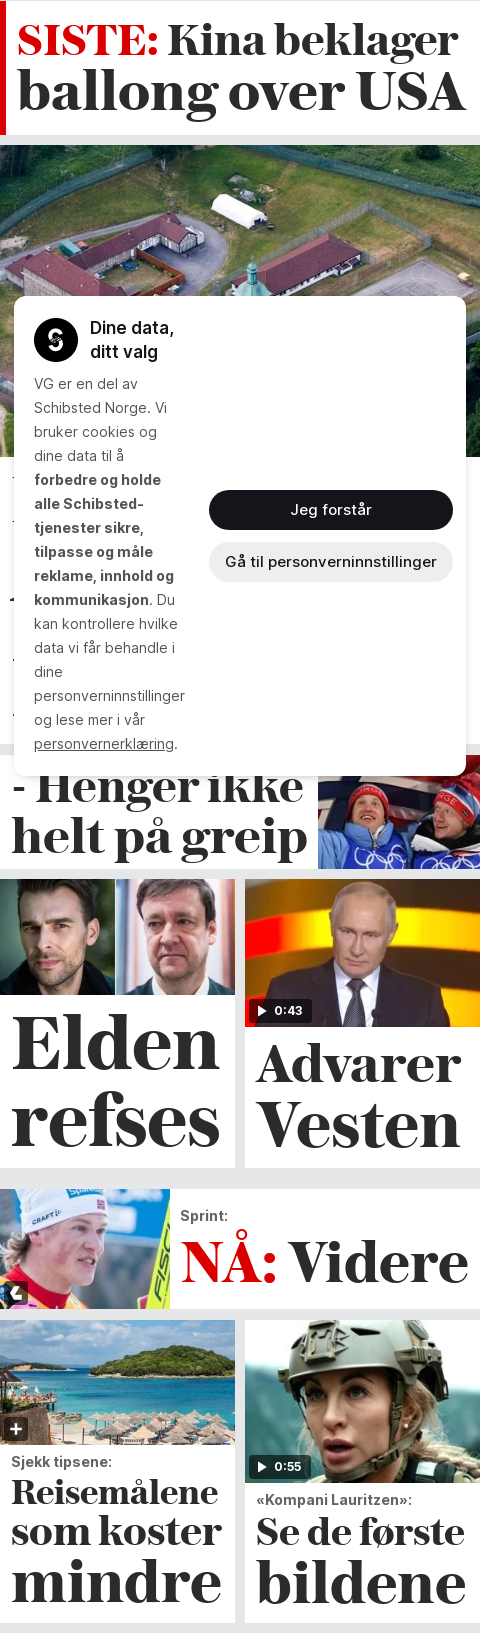 SISTE: Kina beklager
ballong over USA
Dine data,
ditt valg
VG er en del av
Schibsted Norge. Vi
bruker cookies og
dine data til å
forbedre og holde
alle Schibsted-
tjenester sikre,
tilpasse og måle
reklame, innhold og
kommunikasjon. Du
kan kontrollere hvilke
data vi får behandle i
dine
personverninnstillinger
og lese mer i vår
personvernerklæring.
Jeg forstår
Gå til personverninnstillinger
- Henger ikke
helt på greip
Elden
refses
0:43
Advarer
Vesten
Sprint:
NÅ: Videre
Sjekk tipsene:
Reisemålene
som koster
mindre
0:55
«Kompani Lauritzen»:
Se de første
bildene